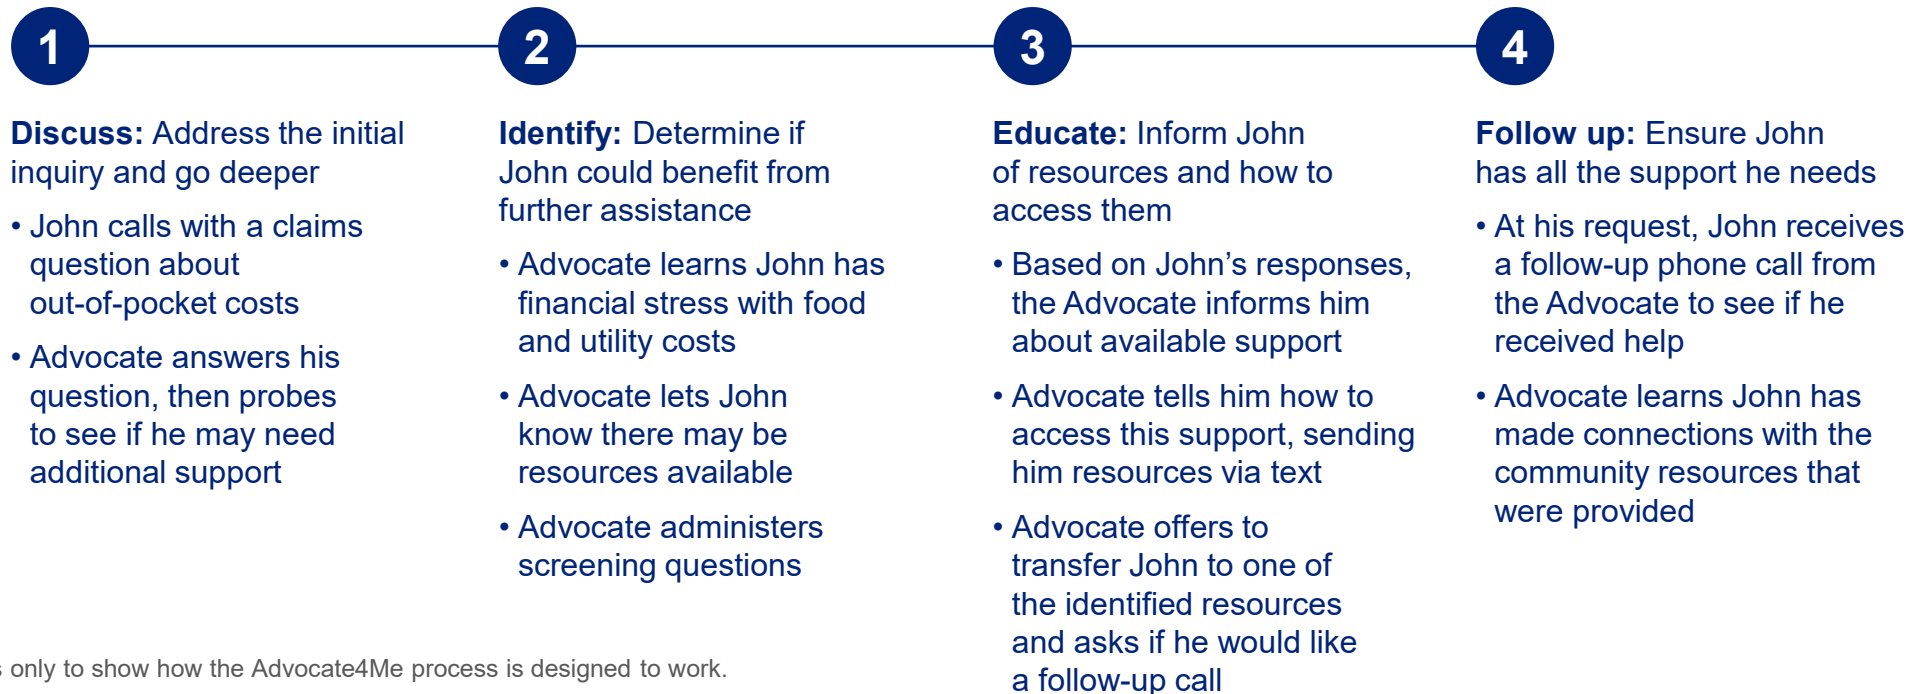 1
2
3
4
Discuss: Address the initial
inquiry and go deeper
• John calls with a claims
question about
out-of-pocket costs
• Advocate answers his
question, then probes
to see if he may need
additional support
Identify: Determine if
John could benefit from
further assistance
• Advocate learns John has
financial stress with food
and utility costs
• Advocate lets John
know there may be
resources available
• Advocate administers
screening questions
Educate: Inform John
of resources and how to
access them
• Based on John’s responses,
the Advocate informs him
about available support
• Advocate tells him how to
access this support, sending
him resources via text
• Advocate offers to
transfer John to one of
the identified resources
and asks if he would like
a follow-up call
Follow up: Ensure John
has all the support he needs
• At his request, John receives
a follow-up phone call from
the Advocate to see if he
received help
• Advocate learns John has
made connections with the
community resources that
were provided
only to show how the Advocate4Me process is designed to work.